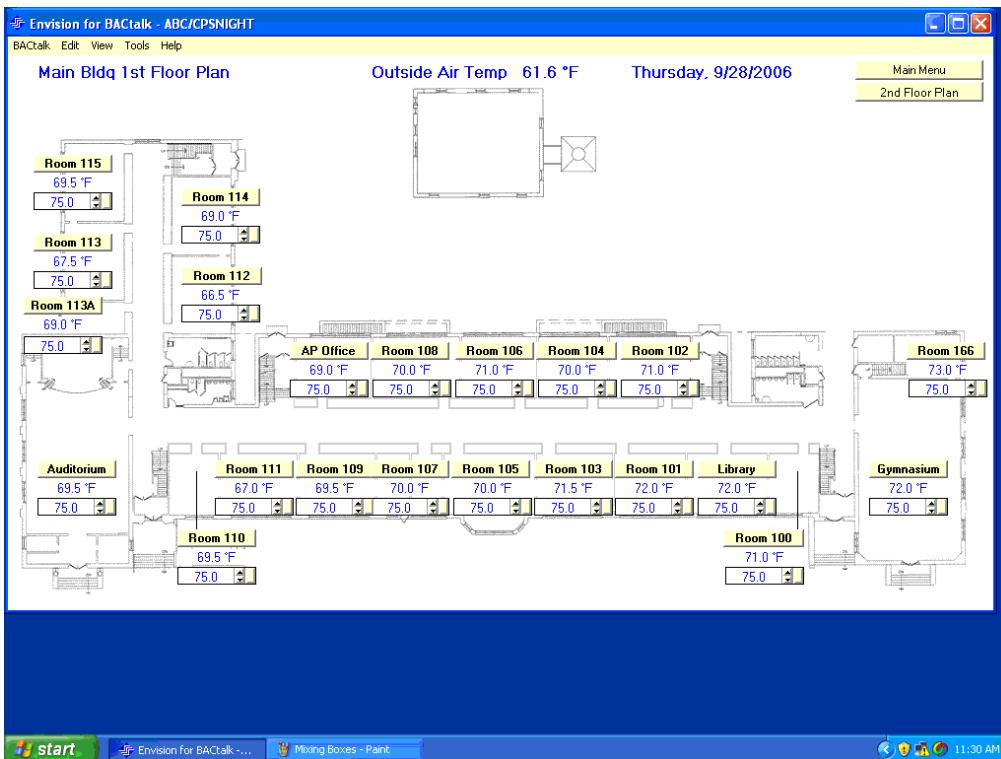 Envision for BACtalk - ABC/CPSNIGHT
BACtalk Edit View Tools Help
Main Bldg 1st Floor Plan Outside Air Temp 61.6 °F Thursday, 9/28/2006
Main Menu
2nd Floor Plan
Room 115
69.5 °F
75.0
Room 114
69.0 °F
75.0
Room 113
67.5 °F
75.0
Room 112
66.5 °F
75.0
Room 113A
69.0 °F
75.0
AP Office Room 108 Room 106 Room 104 Room 102 Room 166
69.0 °F 70.0 °F 71.0 °F 70.0 °F 71.0 °F 73.0 °F
75.0 75.0 75.0 75.0 75.0 75.0
Auditorium Room 111 Room 109 Room 107 Room 105 Room 103 Room 101 Library Gymnasium
69.5 °F 67.0 °F 69.5 °F 70.0 °F 70.0 °F 71.5 °F 72.0 °F 72.0 °F 72.0 °F
75.0 75.0 75.0 75.0 75.0 75.0 75.0 75.0 75.0
Room 110 Room 100
69.5 °F 71.0 °F
75.0 75.0
start Envision for BACtalk -... Mixing Boxes - Paint 11:30 AM